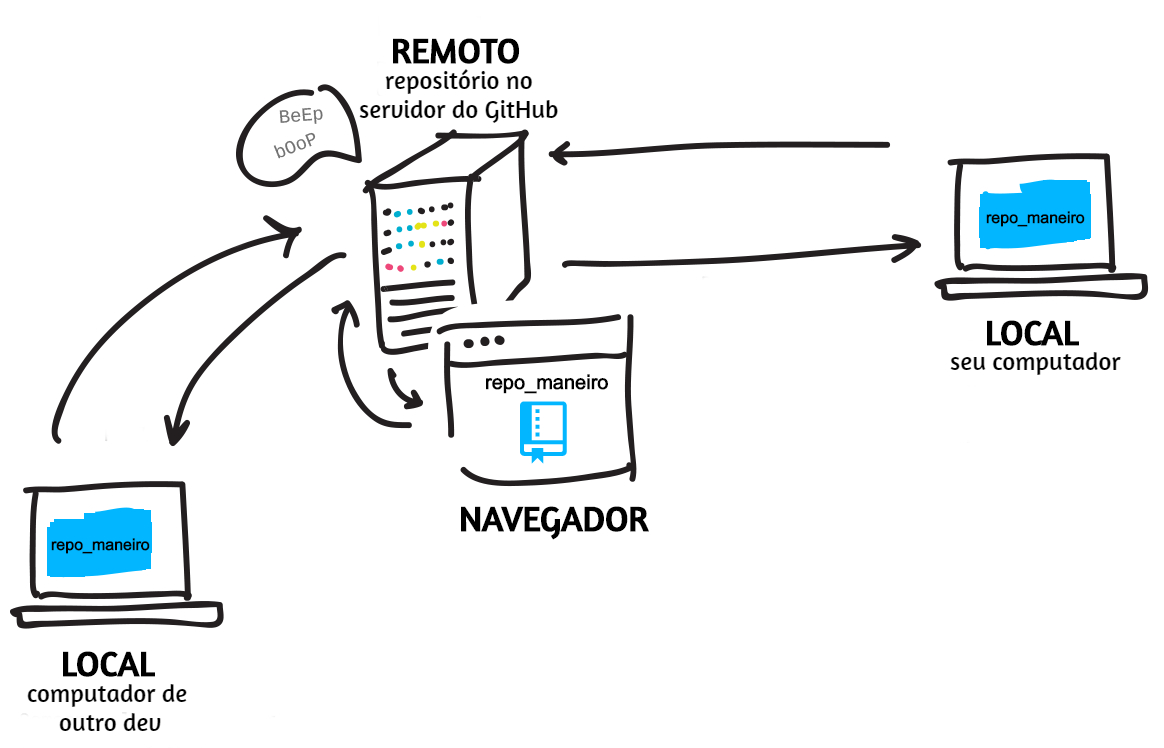 REMOTO
repositório no
servidor do GitHub
BeEp
bOoP
repo_maneiro
LOCAL
seu computador
repo_maneiro
NAVEGADOR
repo_maneiro
LOCAL
computador de
outro dev